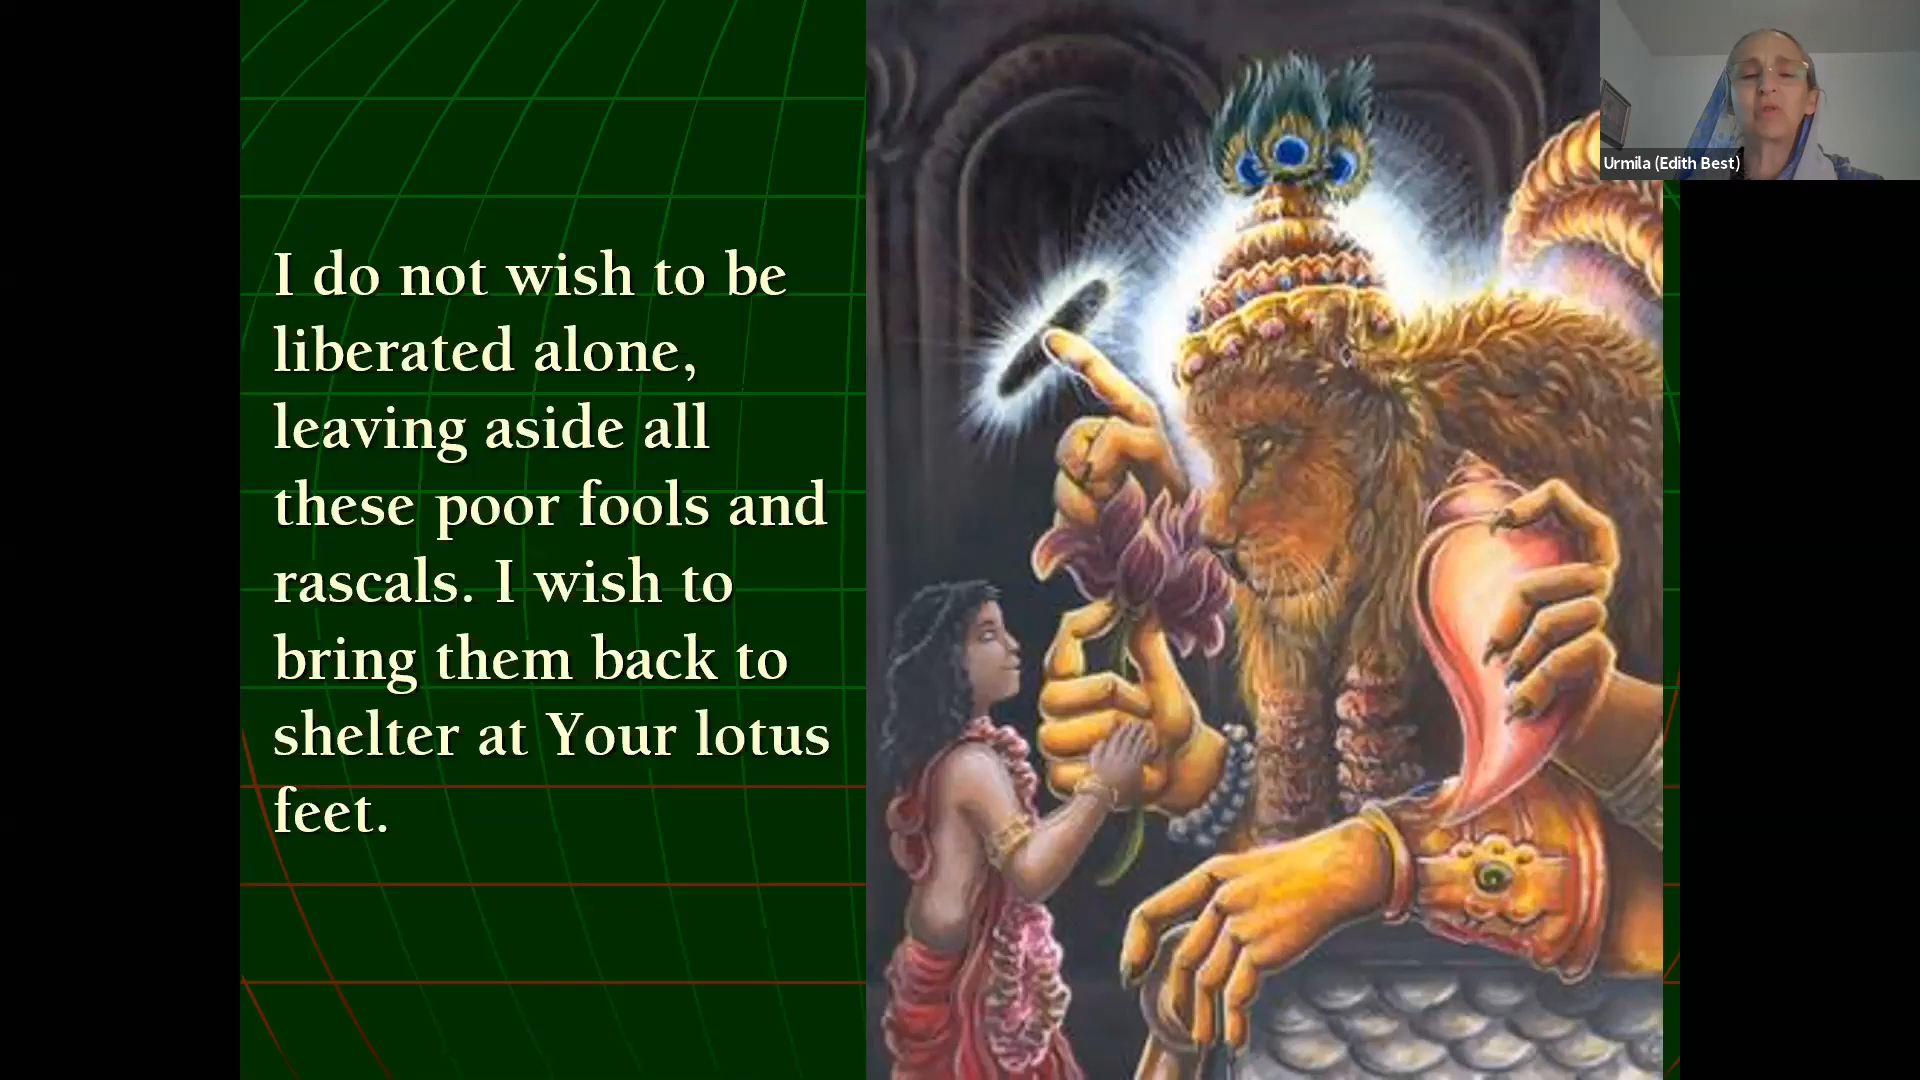 I do not wish to be
liberated alone,
leaving aside all
these poor fools and
rascals. I wish to
bring them back to
shelter at Your lotus
feet.
Urmila (Edith Best)